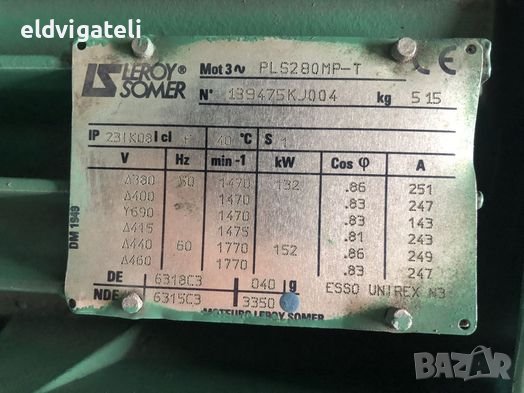 eldvigateli
LEROY® SOMER Mot 3~ PLS280MP-T CE
N° 139475KJ004 kg 515
IP 23IK08 I cl F 40 °C S 1
V Hz min-1 kW Cos φ A
Δ380 50 1470 132 .86 251
Δ400 1470 .83 247
Y690 1470 .83 143
Δ415 1475 .81 243
Δ440 60 1770 152 .86 249
Δ460 1770 .83 247
DE 6318C3 040 g ESSO UNIREX N3
NDE 6315C3 3350
MOTEURS LEROY SOMER
DM 1949
BAZAR